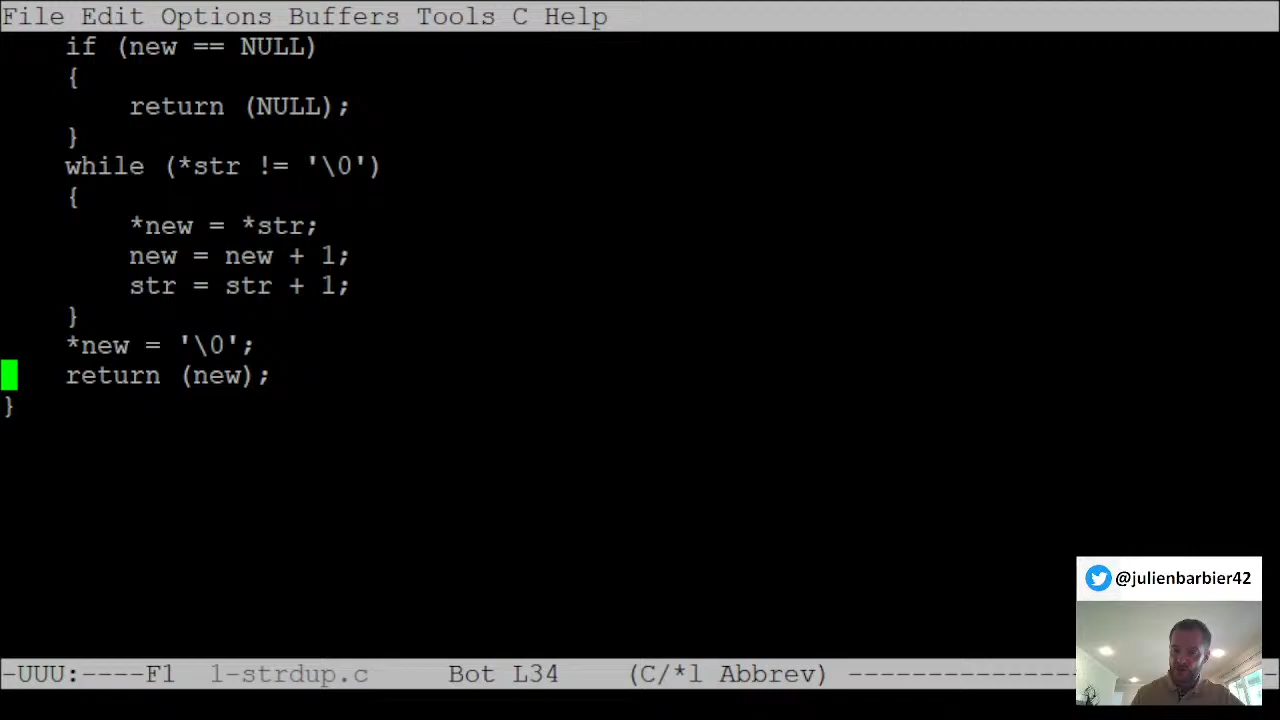 File Edit Options Buffers Tools C Help
if (new == NULL)
{
return (NULL);
}
while (*str != '\0')
{
*new = *str;
new = new + 1;
str = str + 1;
}
*new = '\0';
return (new);
}
@julienbarbier42
-UUU:----F1 1-strdup.c Bot L34 (C/*l Abbrev) ----------------